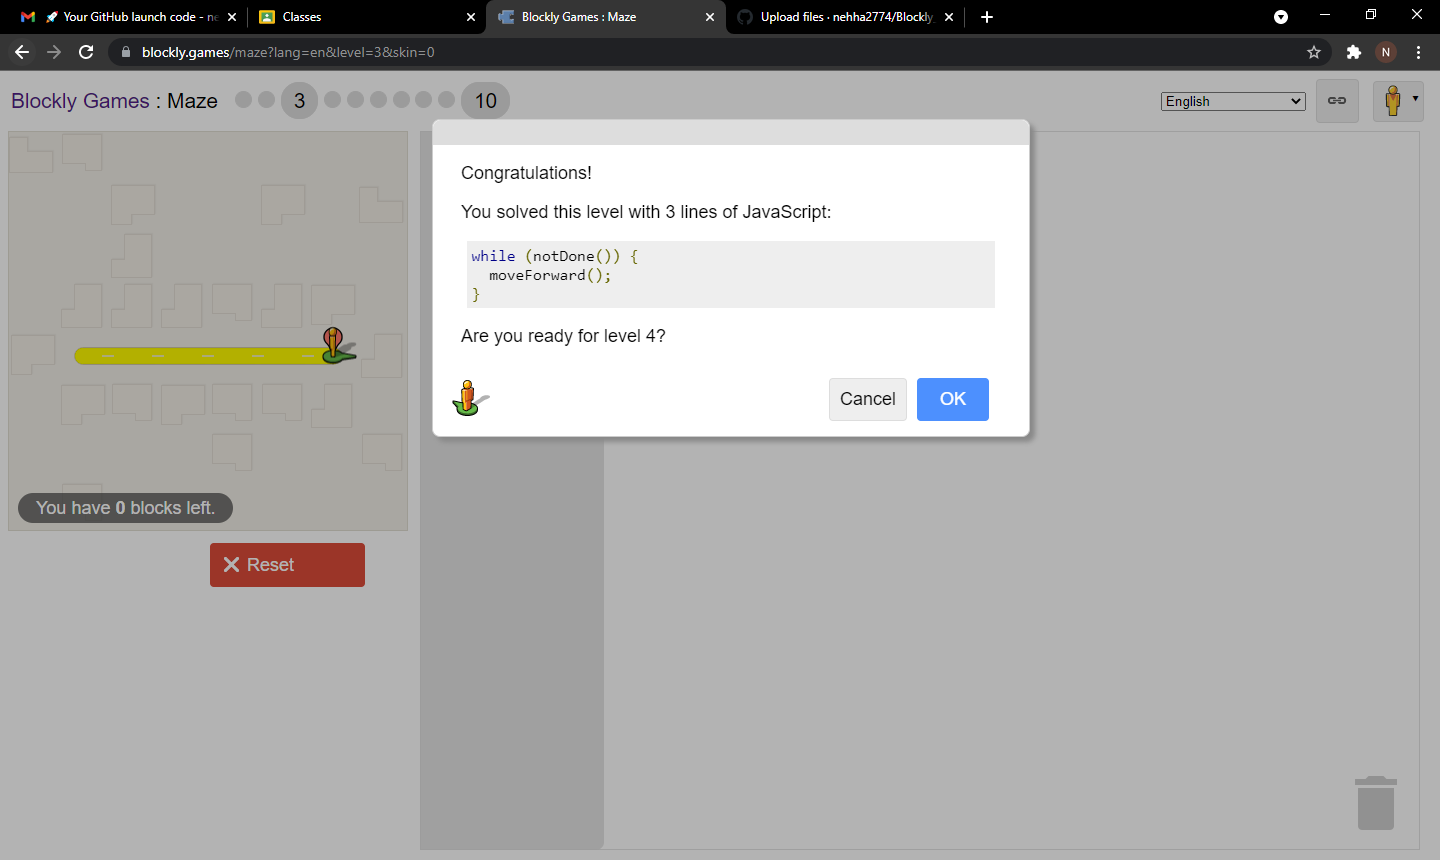 Your GitHub launch code - ne
Classes
Blockly Games : Maze
Upload files · nehha2774/Blockly_
blockly.games/maze?lang=en&level=3&skin=0
N
Blockly Games : Maze
3
10
English
Congratulations!
You solved this level with 3 lines of JavaScript:
while (notDone()) {
  moveForward();
}
Are you ready for level 4?
Cancel
OK
You have 0 blocks left.
Reset